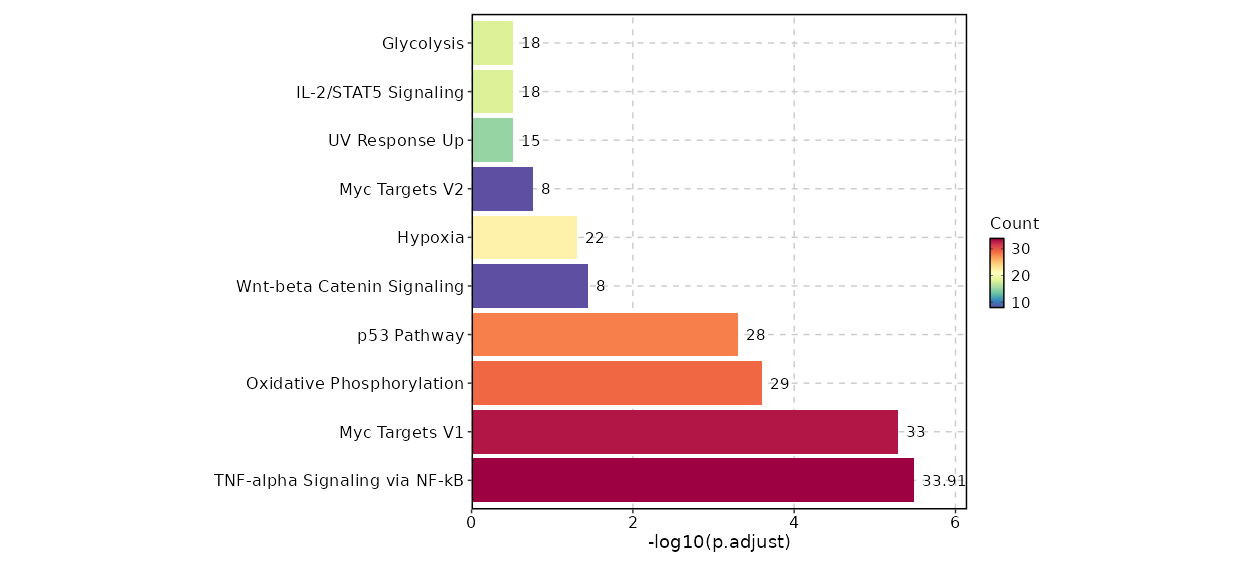 Glycolysis 18
IL-2/STAT5 Signaling 18
UV Response Up 15
Myc Targets V2 8
Hypoxia 22
Wnt-beta Catenin Signaling 8
p53 Pathway 28
Oxidative Phosphorylation 29
Myc Targets V1 33
TNF-alpha Signaling via NF-kB 33.91
0 2 4 6
-log10(p.adjust)
Count
30
20
10